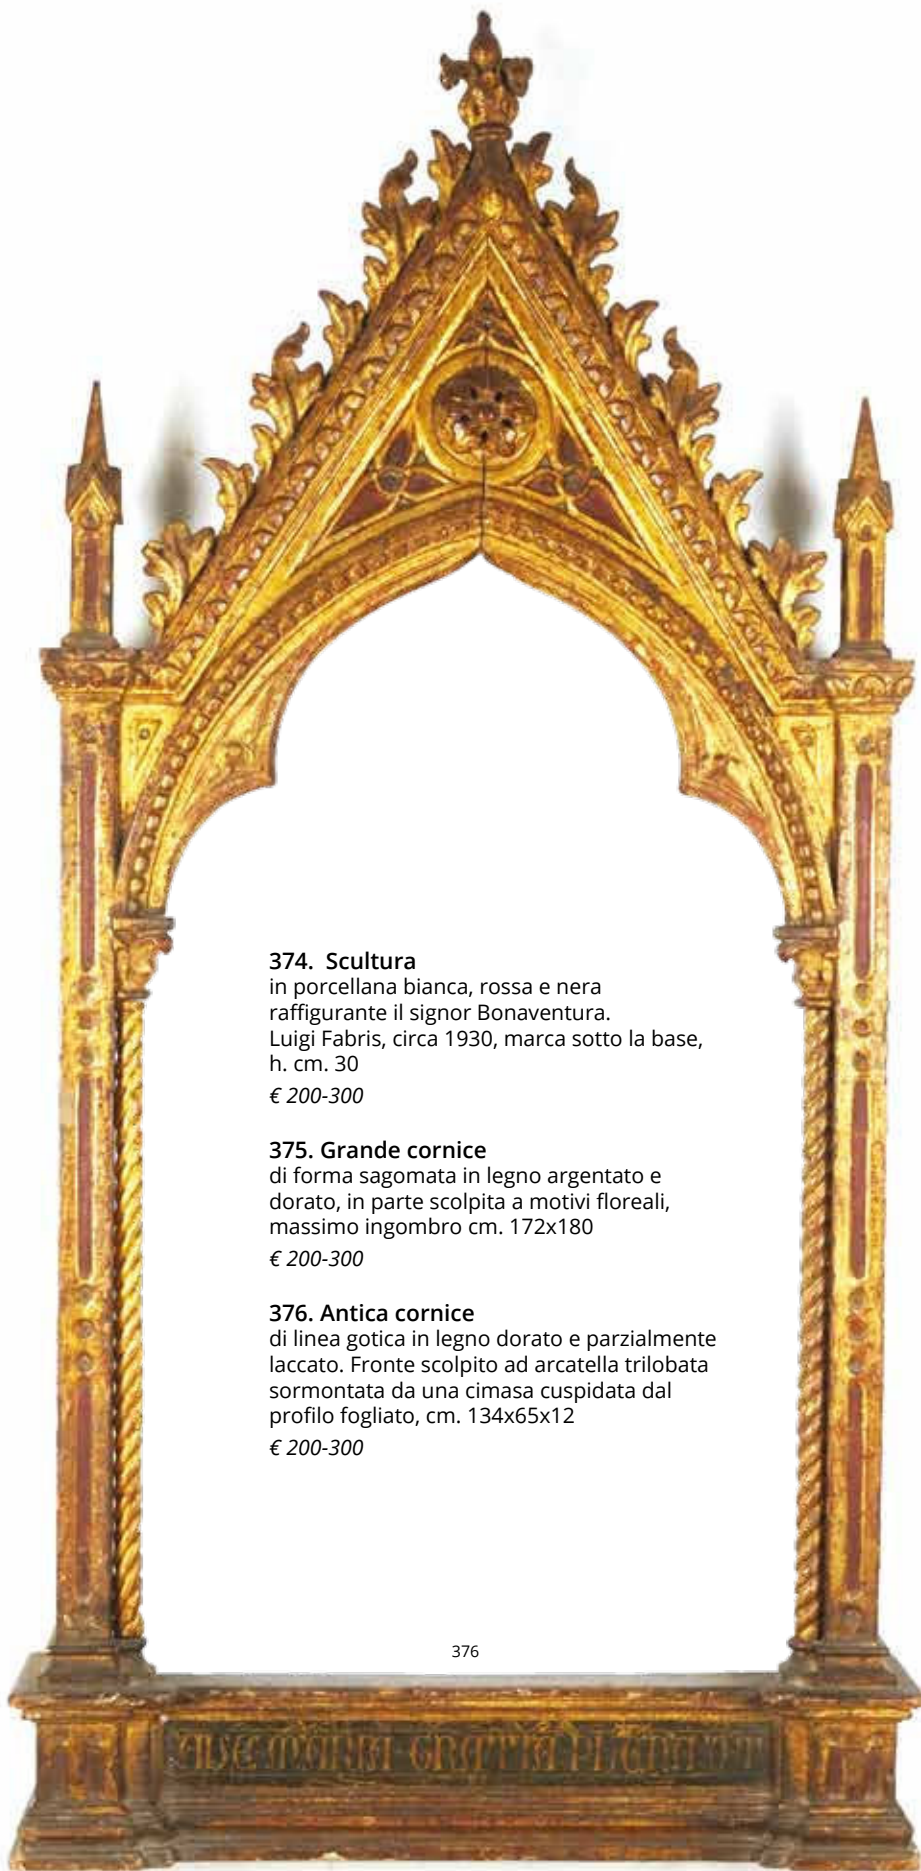 374. Scultura
in porcellana bianca, rossa e nera
raffigurante il signor Bonaventura.
Luigi Fabris, circa 1930, marca sotto la base,
h. cm. 30
€ 200-300
375. Grande cornice
di forma sagomata in legno argentato e
dorato, in parte scolpita a motivi floreali,
massimo ingombro cm. 172x180
€ 200-300
376. Antica cornice
di linea gotica in legno dorato e parzialmente
laccato. Fronte scolpito ad arcatella trilobata
sormontata da una cimasa cuspidata dal
profilo fogliato, cm. 134x65x12
€ 200-300
376
AVE MARIA GRATIA